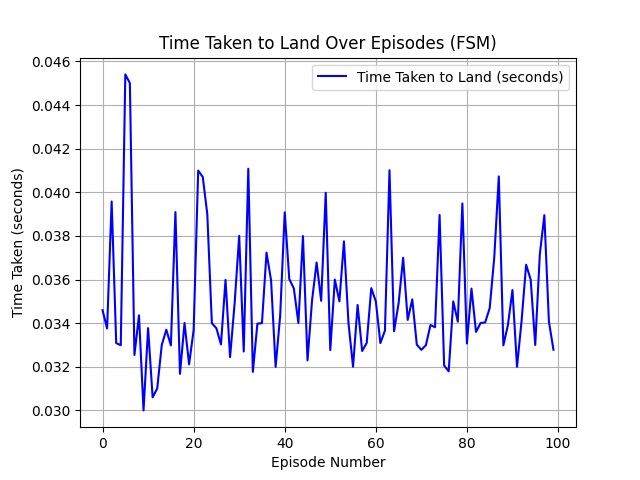 Time Taken to Land Over Episodes (FSM)
Time Taken to Land (seconds)
Time Taken (seconds)
0.046
0.044
0.042
0.040
0.038
0.036
0.034
0.032
0.030
0 20 40 60 80 100
Episode Number